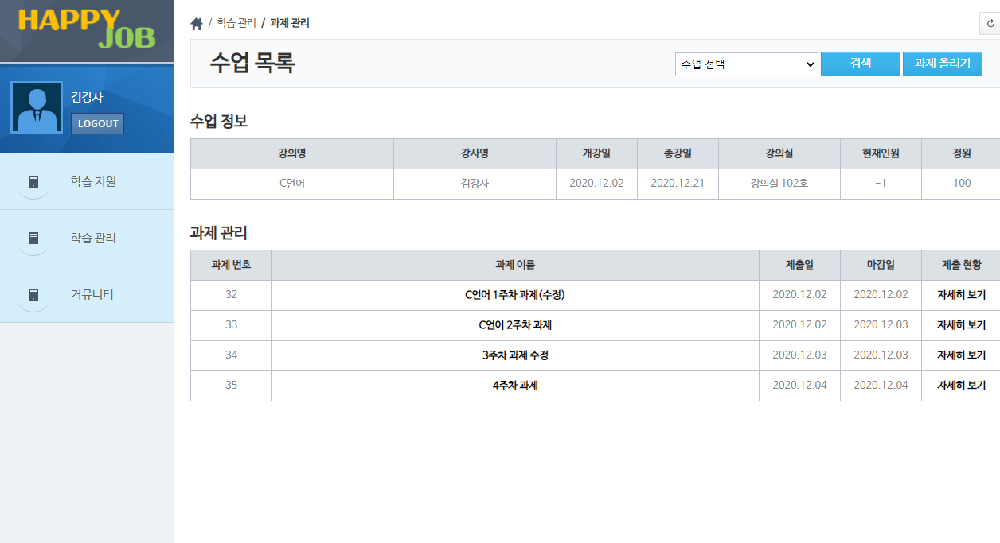 HAPPY
JOB
김강사
LOGOUT
학습 지원
학습 관리
커뮤니티
/ 학습 관리 / 과제 관리
수업 목록
수업 선택 검색 과제 올리기
수업 정보
강의명 강사명 개강일 종강일 강의실 현재인원 정원
C언어 김강사 2020.12.02 2020.12.21 강의실 102호 -1 100
과제 관리
과제 번호 과제 이름 제출일 마감일 제출 현황
32 C언어 1주차 과제(수정) 2020.12.02 2020.12.02 자세히 보기
33 C언어 2주차 과제 2020.12.02 2020.12.03 자세히 보기
34 3주차 과제 수정 2020.12.03 2020.12.03 자세히 보기
35 4주차 과제 2020.12.04 2020.12.04 자세히 보기